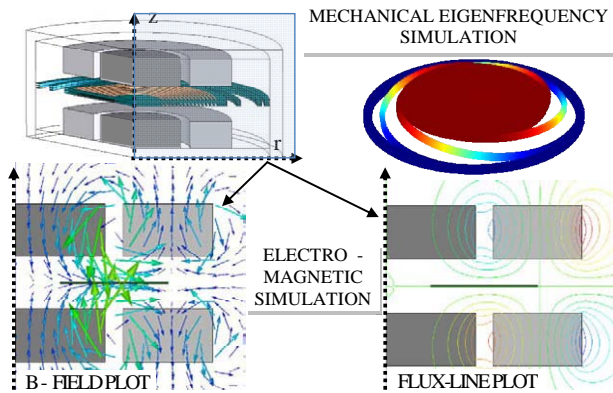 z
MECHANICAL EIGENFREQUENCY
SIMULATION
r
ELECTRO -
MAGNETIC
SIMULATION
B - FIELD PLOT
FLUX-LINE PLOT